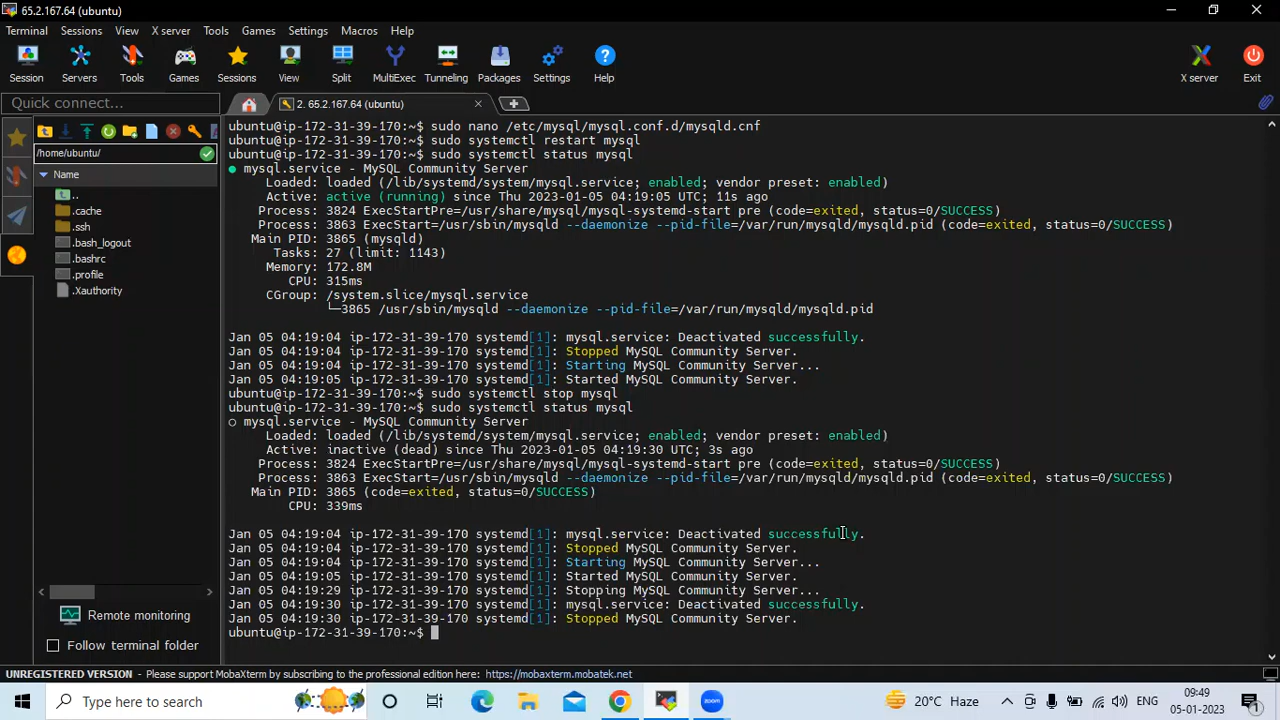 65.2.167.64 (ubuntu)
Terminal Sessions View X server Tools Games Settings Macros Help
Session Servers Tools Games Sessions View Split MultiExec Tunneling Packages Settings Help X server Exit
Quick connect...
2. 65.2.167.64 (ubuntu)
/home/ubuntu/
Name
..
.cache
.ssh
.bash_logout
.bashrc
.profile
.Xauthority
Remote monitoring
Follow terminal folder
ubuntu@ip-172-31-39-170:~$ sudo nano /etc/mysql/mysql.conf.d/mysqld.cnf
ubuntu@ip-172-31-39-170:~$ sudo systemctl restart mysql
ubuntu@ip-172-31-39-170:~$ sudo systemctl status mysql
● mysql.service - MySQL Community Server
Loaded: loaded (/lib/systemd/system/mysql.service; enabled; vendor preset: enabled)
Active: active (running) since Thu 2023-01-05 04:19:05 UTC; 11s ago
Process: 3824 ExecStartPre=/usr/share/mysql/mysql-systemd-start pre (code=exited, status=0/SUCCESS)
Process: 3863 ExecStart=/usr/sbin/mysqld --daemonize --pid-file=/var/run/mysqld/mysqld.pid (code=exited, status=0/SUCCESS)
Main PID: 3865 (mysqld)
Tasks: 27 (limit: 1143)
Memory: 172.8M
CPU: 315ms
CGroup: /system.slice/mysql.service
└─3865 /usr/sbin/mysqld --daemonize --pid-file=/var/run/mysqld/mysqld.pid
Jan 05 04:19:04 ip-172-31-39-170 systemd[1]: mysql.service: Deactivated successfully.
Jan 05 04:19:04 ip-172-31-39-170 systemd[1]: Stopped MySQL Community Server.
Jan 05 04:19:04 ip-172-31-39-170 systemd[1]: Starting MySQL Community Server...
Jan 05 04:19:05 ip-172-31-39-170 systemd[1]: Started MySQL Community Server.
ubuntu@ip-172-31-39-170:~$ sudo systemctl stop mysql
ubuntu@ip-172-31-39-170:~$ sudo systemctl status mysql
○ mysql.service - MySQL Community Server
Loaded: loaded (/lib/systemd/system/mysql.service; enabled; vendor preset: enabled)
Active: inactive (dead) since Thu 2023-01-05 04:19:30 UTC; 3s ago
Process: 3824 ExecStartPre=/usr/share/mysql/mysql-systemd-start pre (code=exited, status=0/SUCCESS)
Process: 3863 ExecStart=/usr/sbin/mysqld --daemonize --pid-file=/var/run/mysqld/mysqld.pid (code=exited, status=0/SUCCESS)
Main PID: 3865 (code=exited, status=0/SUCCESS)
CPU: 339ms
Jan 05 04:19:04 ip-172-31-39-170 systemd[1]: mysql.service: Deactivated successfully.
Jan 05 04:19:04 ip-172-31-39-170 systemd[1]: Stopped MySQL Community Server.
Jan 05 04:19:04 ip-172-31-39-170 systemd[1]: Starting MySQL Community Server...
Jan 05 04:19:05 ip-172-31-39-170 systemd[1]: Started MySQL Community Server.
Jan 05 04:19:29 ip-172-31-39-170 systemd[1]: Stopping MySQL Community Server...
Jan 05 04:19:30 ip-172-31-39-170 systemd[1]: mysql.service: Deactivated successfully.
Jan 05 04:19:30 ip-172-31-39-170 systemd[1]: Stopped MySQL Community Server.
ubuntu@ip-172-31-39-170:~$
UNREGISTERED VERSION - Please support MobaXterm by subscribing to the professional edition here: https://mobaxterm.mobatek.net
Type here to search
zoom
20°C Haze
ENG
09:49
05-01-2023
1